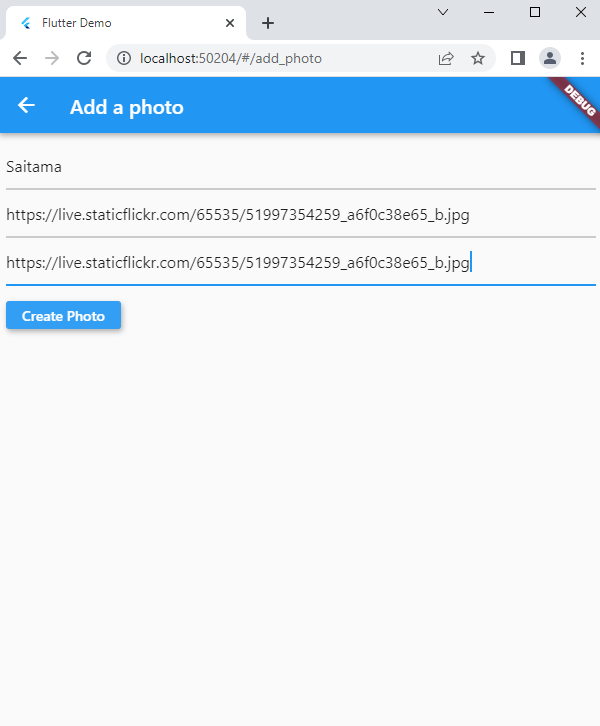 Flutter Demo
localhost:50204/#/add_photo
Add a photo
DEBUG
Saitama
https://live.staticflickr.com/65535/51997354259_a6f0c38e65_b.jpg
https://live.staticflickr.com/65535/51997354259_a6f0c38e65_b.jpg
Create Photo